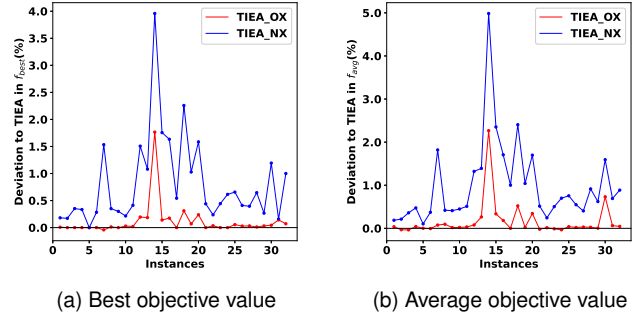 TIEA_OX
TIEA_NX
Deviation to TIEA in f_best(%)
4.0
3.5
3.0
2.5
2.0
1.5
1.0
0.5
0.0
0 5 10 15 20 25 30
Instances
(a) Best objective value
TIEA_OX
TIEA_NX
Deviation to TIEA in f_avg(%)
5.0
4.0
3.0
2.0
1.0
0.0
0 5 10 15 20 25 30
Instances
(b) Average objective value